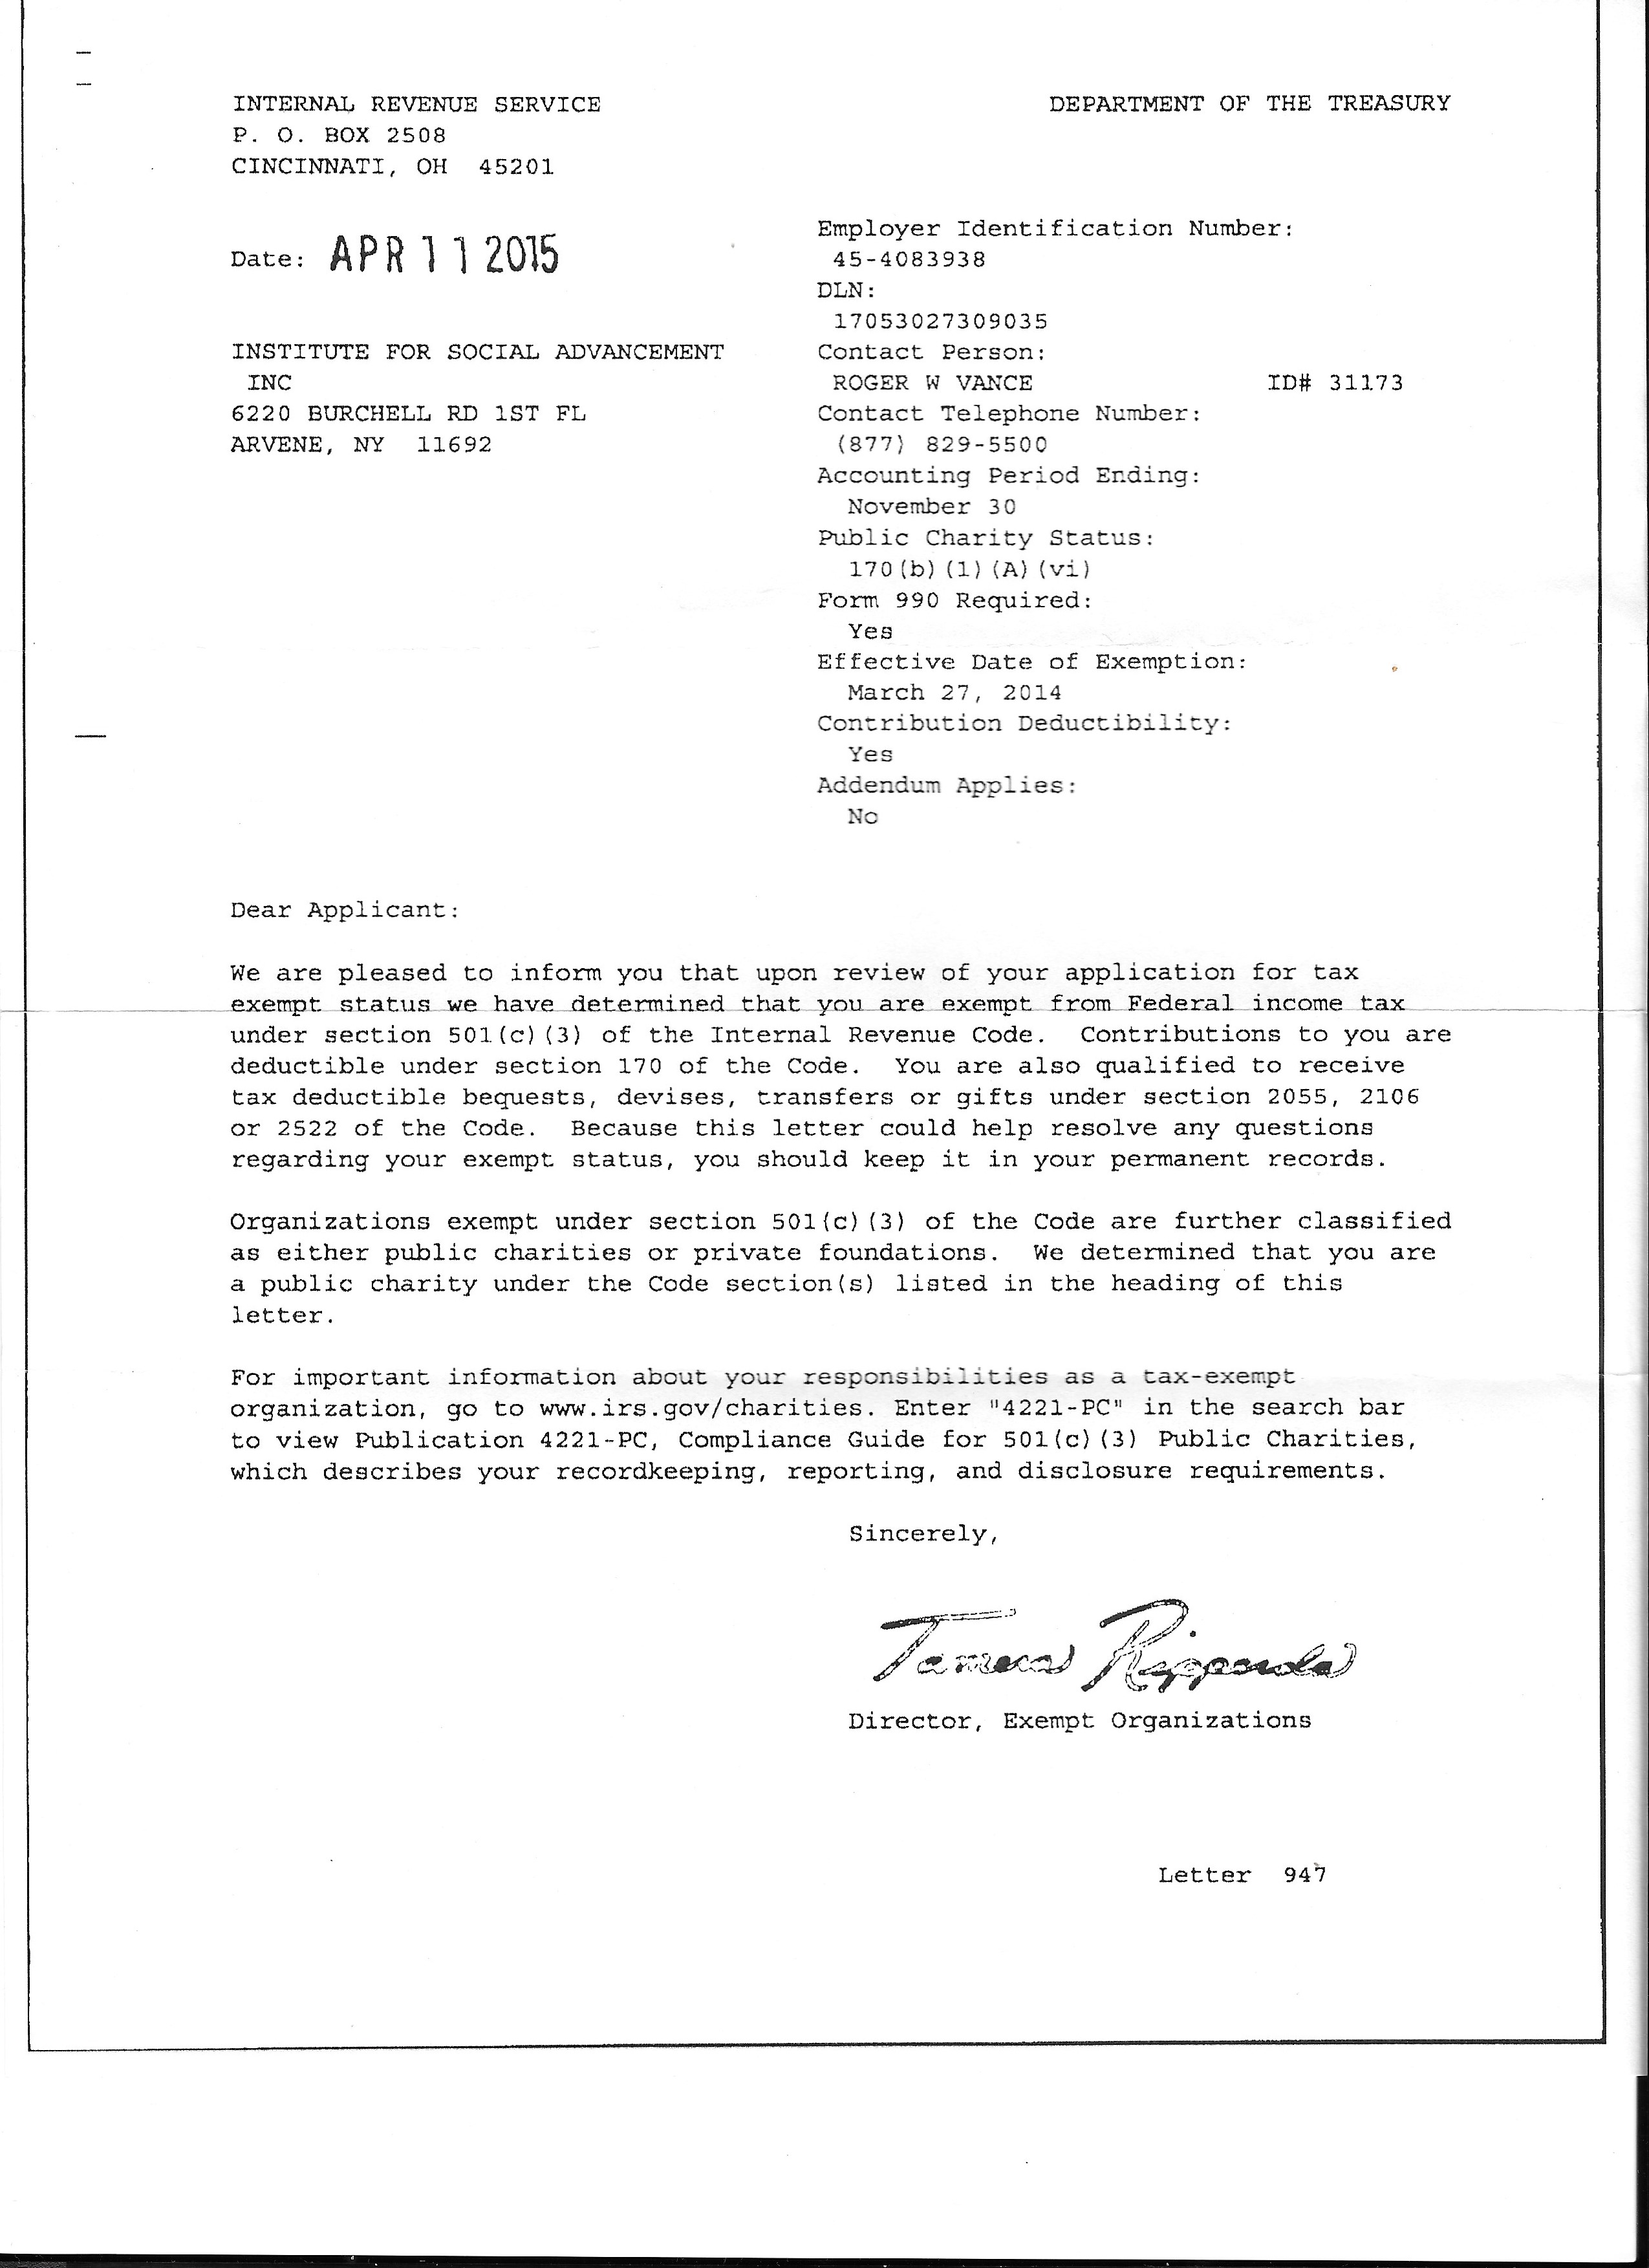 INTERNAL REVENUE SERVICE
P. O. BOX 2508
CINCINNATI, OH 45201
DEPARTMENT OF THE TREASURY
Date: APR 11 2015
INSTITUTE FOR SOCIAL ADVANCEMENT
INC
6220 BURCHELL RD 1ST FL
ARVENE, NY 11692
Employer Identification Number:
45-4083938
DLN:
17053027309035
Contact Person:
ROGER W VANCE ID# 31173
Contact Telephone Number:
(877) 829-5500
Accounting Period Ending:
November 30
Public Charity Status:
170(b)(1)(A)(vi)
Form 990 Required:
Yes
Effective Date of Exemption:
March 27, 2014
Contribution Deductibility:
Yes
Addendum Applies:
No
Dear Applicant:
We are pleased to inform you that upon review of your application for tax
exempt status we have determined that you are exempt from Federal income tax
under section 501(c)(3) of the Internal Revenue Code. Contributions to you are
deductible under section 170 of the Code. You are also qualified to receive
tax deductible bequests, devises, transfers or gifts under section 2055, 2106
or 2522 of the Code. Because this letter could help resolve any questions
regarding your exempt status, you should keep it in your permanent records.
Organizations exempt under section 501(c)(3) of the Code are further classified
as either public charities or private foundations. We determined that you are
a public charity under the Code section(s) listed in the heading of this
letter.
For important information about your responsibilities as a tax-exempt
organization, go to www.irs.gov/charities. Enter "4221-PC" in the search bar
to view Publication 4221-PC, Compliance Guide for 501(c)(3) Public Charities,
which describes your recordkeeping, reporting, and disclosure requirements.
Sincerely,
Tamera Ripperda
Director, Exempt Organizations
Letter 947